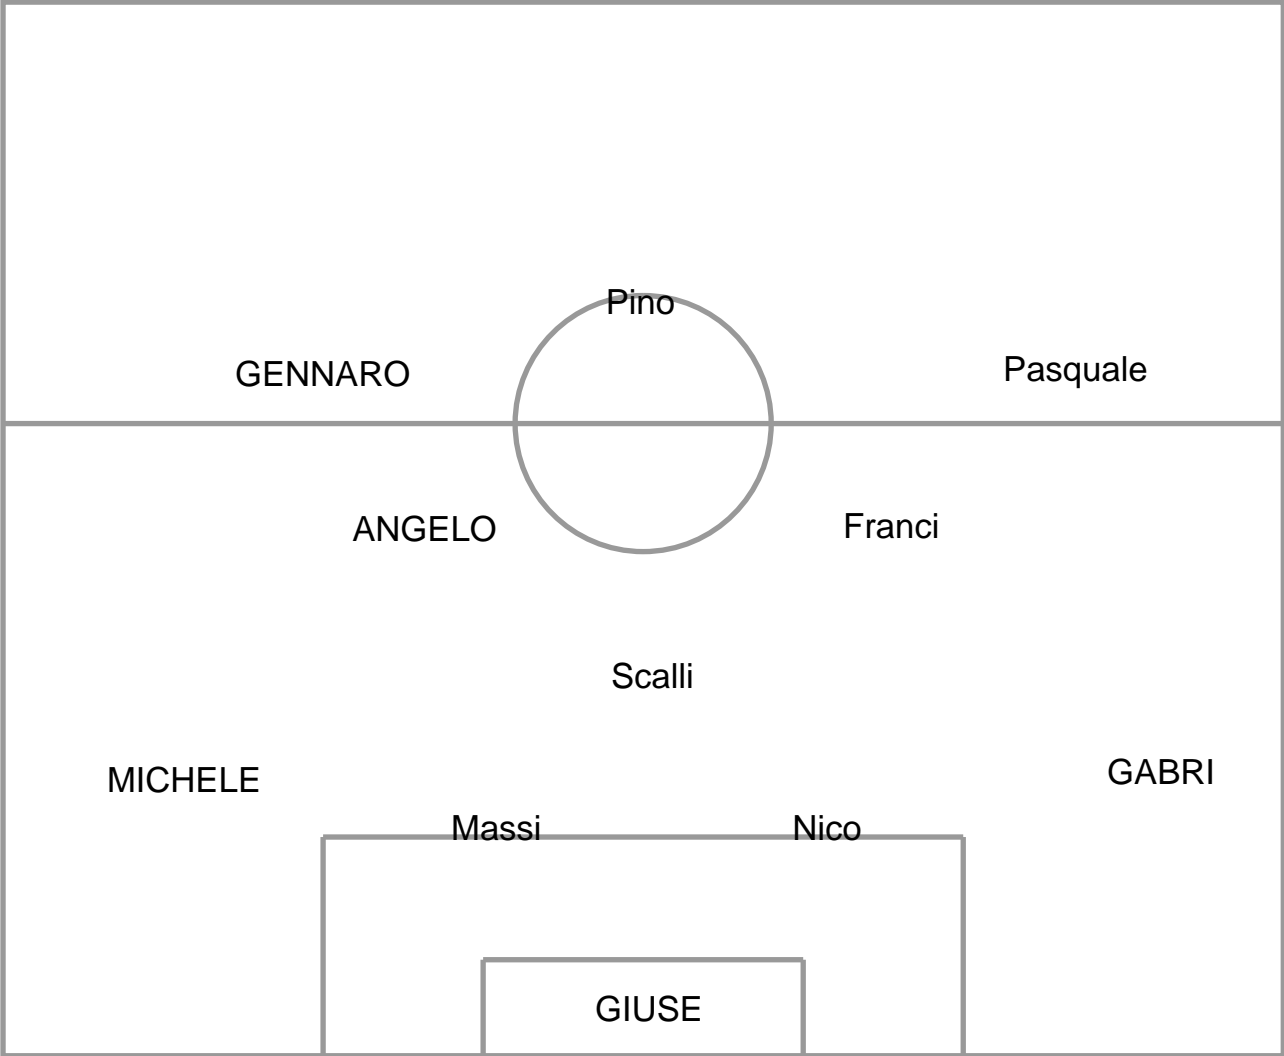 Pino
GENNARO
Pasquale
ANGELO
Franci
Scalli
MICHELE
GABRI
Massi
Nico
GIUSE